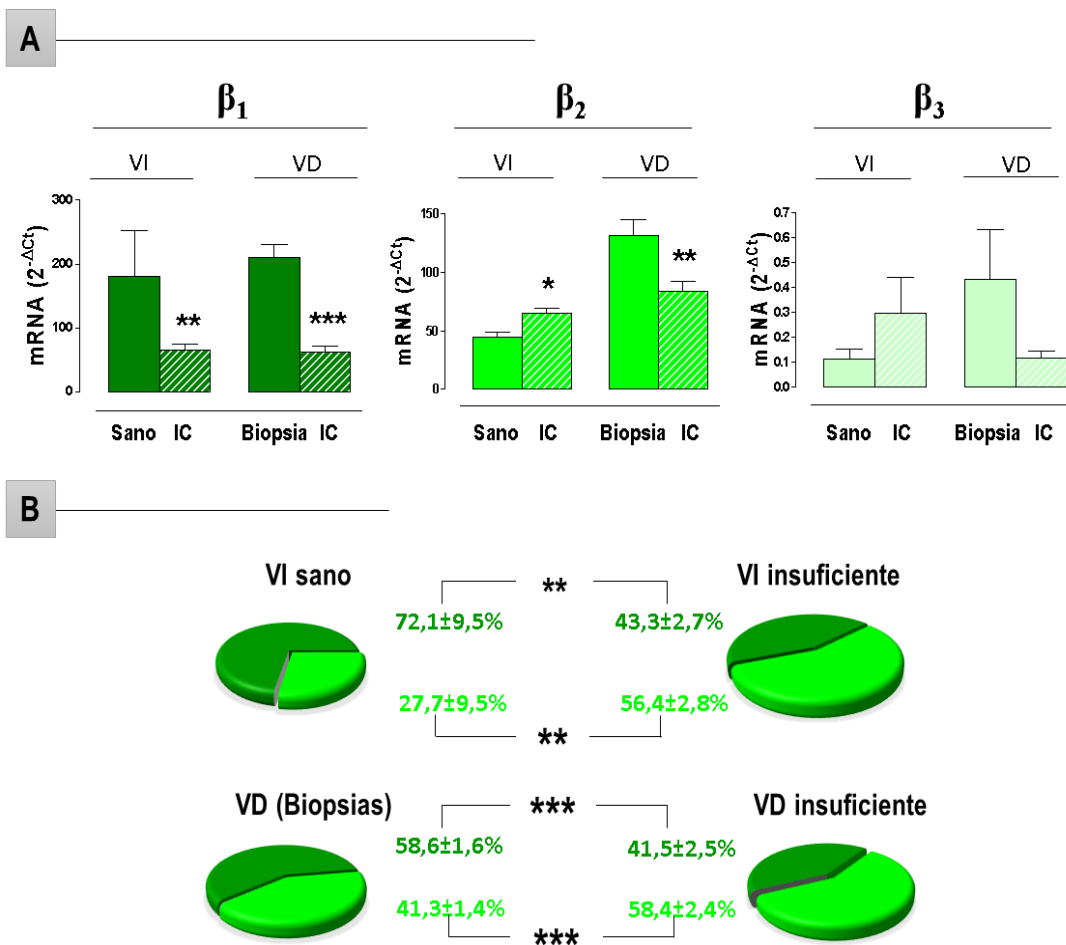 A
β1
VI
VD
mRNA (2-ΔCt)
300
200
100
0
**
***
Sano
IC
Biopsia
IC
β2
VI
VD
mRNA (2-ΔCt)
150
100
50
0
*
**
Sano
IC
Biopsia
IC
β3
VI
VD
mRNA (2-ΔCt)
0.7
0.6
0.5
0.4
0.3
0.2
0.1
0.0
Sano
IC
Biopsia
IC
B
VI sano
**
VI insuficiente
72,1±9,5%
43,3±2,7%
27,7±9,5%
56,4±2,8%
**
VD (Biopsias)
***
VD insuficiente
58,6±1,6%
41,5±2,5%
41,3±1,4%
58,4±2,4%
***